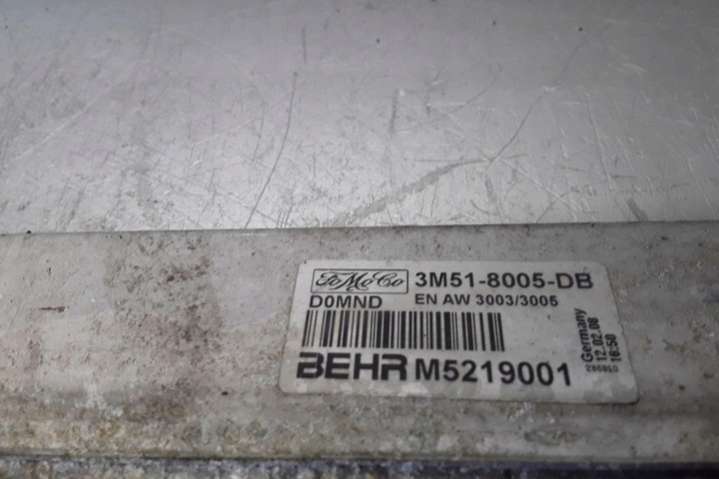 FoMoCo 3M51-8005-DB
D0MND EN AW 3003/3005
BEHR M5219001
Germany
12.02.08
16:50